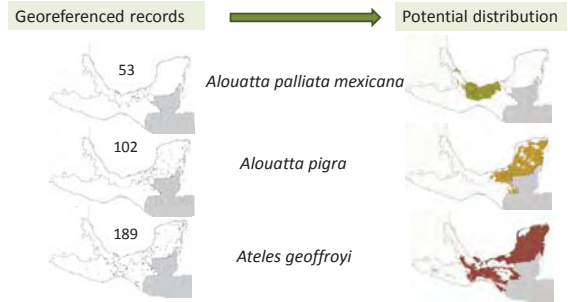 Georeferenced records
Potential distribution
53
Alouatta palliata mexicana
102
Alouatta pigra
189
Ateles geoffroyi